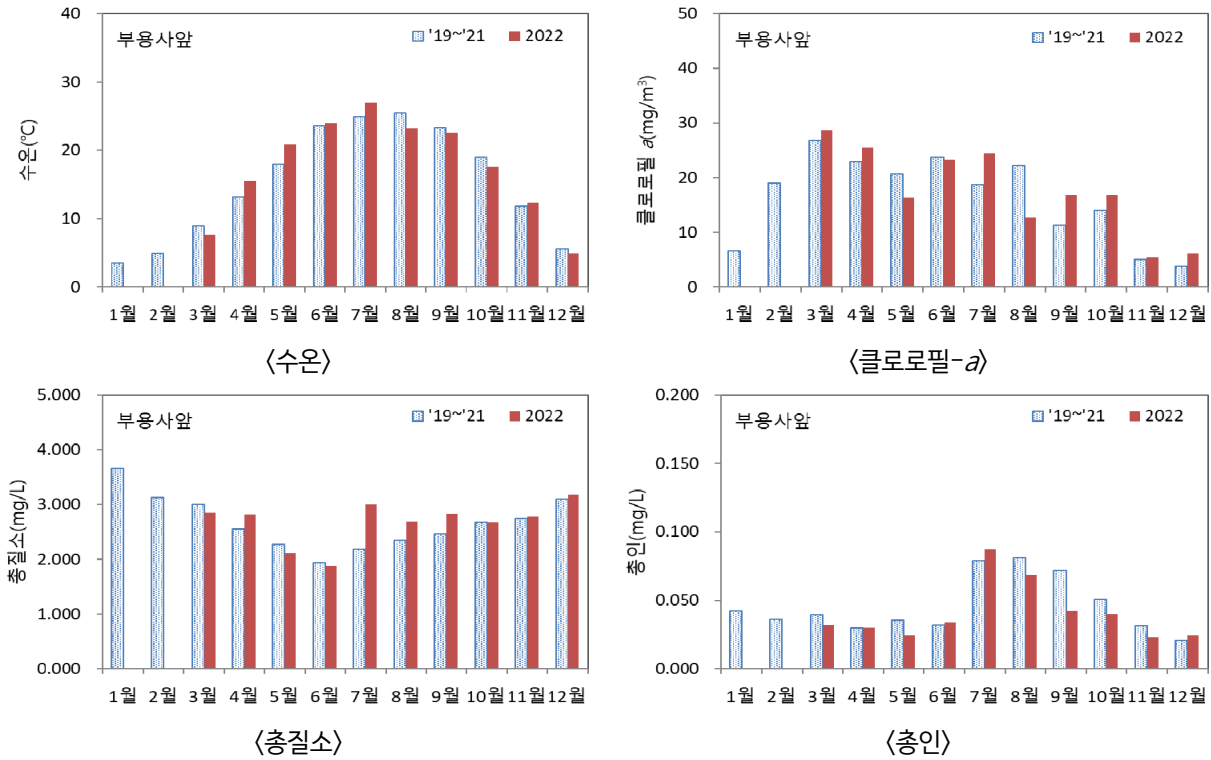 부용사앞
'19~'21
2022
수온(℃)
40
30
20
10
0
1월 2월 3월 4월 5월 6월 7월 8월 9월 10월 11월 12월
〈수온〉
부용사앞
'19~'21
2022
클로로필 a(mg/m³)
50
40
30
20
10
0
1월 2월 3월 4월 5월 6월 7월 8월 9월 10월 11월 12월
〈클로로필-a〉
부용사앞
'19~'21
2022
총질소(mg/L)
5.000
4.000
3.000
2.000
1.000
0.000
1월 2월 3월 4월 5월 6월 7월 8월 9월 10월 11월 12월
〈총질소〉
부용사앞
'19~'21
2022
총인(mg/L)
0.200
0.150
0.100
0.050
0.000
1월 2월 3월 4월 5월 6월 7월 8월 9월 10월 11월 12월
〈총인〉